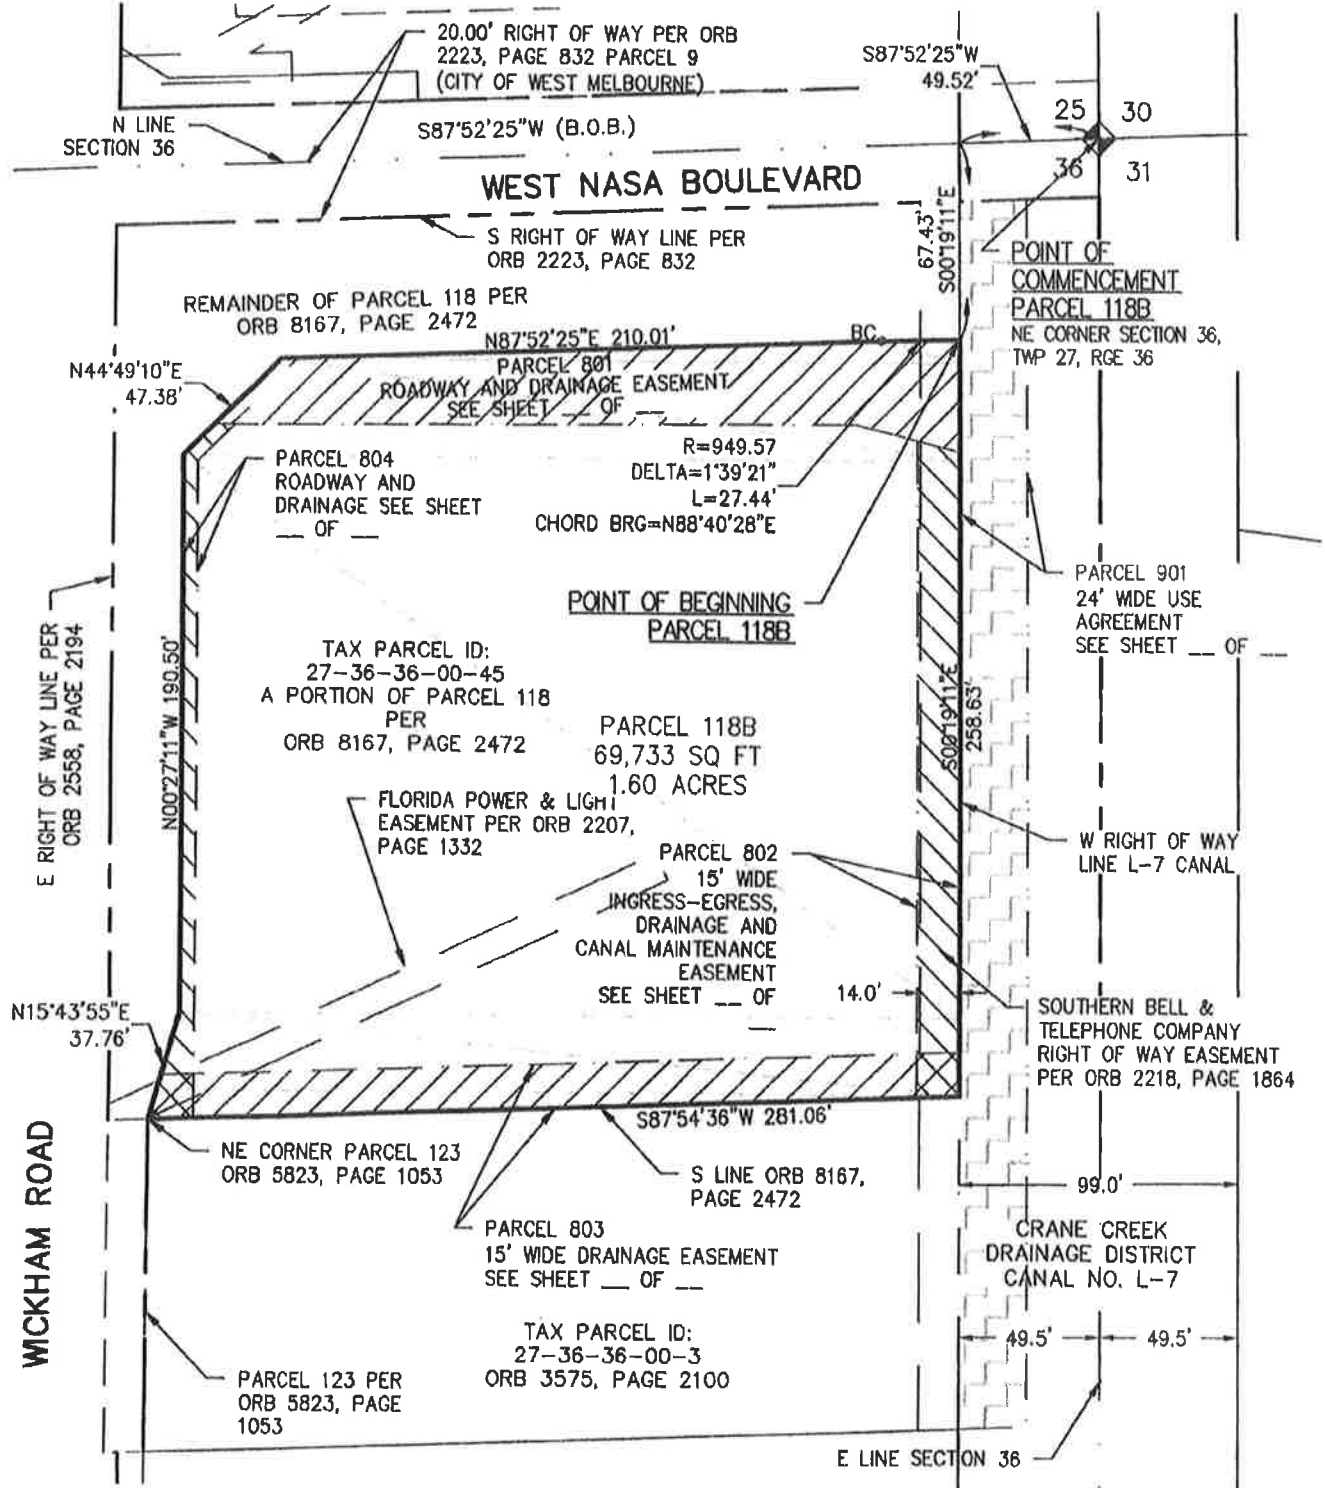 20.00' RIGHT OF WAY PER ORB
2223, PAGE 832 PARCEL 9
(CITY OF WEST MELBOURNE)
S87°52'25"W
49.52'
25
30
36
31
N LINE
SECTION 36
S87°52'25"W (B.O.B.)
WEST NASA BOULEVARD
S RIGHT OF WAY LINE PER
ORB 2223, PAGE 832
67.43'
S00°19'11"E
POINT OF
COMMENCEMENT
PARCEL 118B
NE CORNER SECTION 36,
TWP 27, RGE 36
REMAINDER OF PARCEL 118 PER
ORB 8167, PAGE 2472
N87°52'25"E 210.01'
BC
N44°49'10"E
47.38'
PARCEL 801
ROADWAY AND DRAINAGE EASEMENT
SEE SHEET __ OF __
PARCEL 804
ROADWAY AND
DRAINAGE SEE SHEET
__ OF __
R=949.57
DELTA=1°39'21"
L=27.44'
CHORD BRG=N88°40'28"E
POINT OF BEGINNING
PARCEL 118B
PARCEL 901
24' WIDE USE
AGREEMENT
SEE SHEET __ OF __
E RIGHT OF WAY LINE PER
ORB 2558, PAGE 2194
N00°27'11"W 190.50'
TAX PARCEL ID:
27-36-36-00-45
A PORTION OF PARCEL 118
PER
ORB 8167, PAGE 2472
PARCEL 118B
69,733 SQ FT
1.60 ACRES
S00°19'11"E
258.63'
FLORIDA POWER & LIGHT
EASEMENT PER ORB 2207,
PAGE 1332
W RIGHT OF WAY
LINE L-7 CANAL
PARCEL 802
15' WIDE
INGRESS-EGRESS,
DRAINAGE AND
CANAL MAINTENANCE
EASEMENT
SEE SHEET __ OF
__
14.0'
N15°43'55"E
37.76'
SOUTHERN BELL &
TELEPHONE COMPANY
RIGHT OF WAY EASEMENT
PER ORB 2218, PAGE 1864
S87°54'36"W 281.06'
WICKHAM ROAD
NE CORNER PARCEL 123
ORB 5823, PAGE 1053
S LINE ORB 8167,
PAGE 2472
99.0'
PARCEL 803
15' WIDE DRAINAGE EASEMENT
SEE SHEET __ OF __
CRANE CREEK
DRAINAGE DISTRICT
CANAL NO. L-7
TAX PARCEL ID:
27-36-36-00-3
ORB 3575, PAGE 2100
49.5'
49.5'
PARCEL 123 PER
ORB 5823, PAGE
1053
E LINE SECTION 36